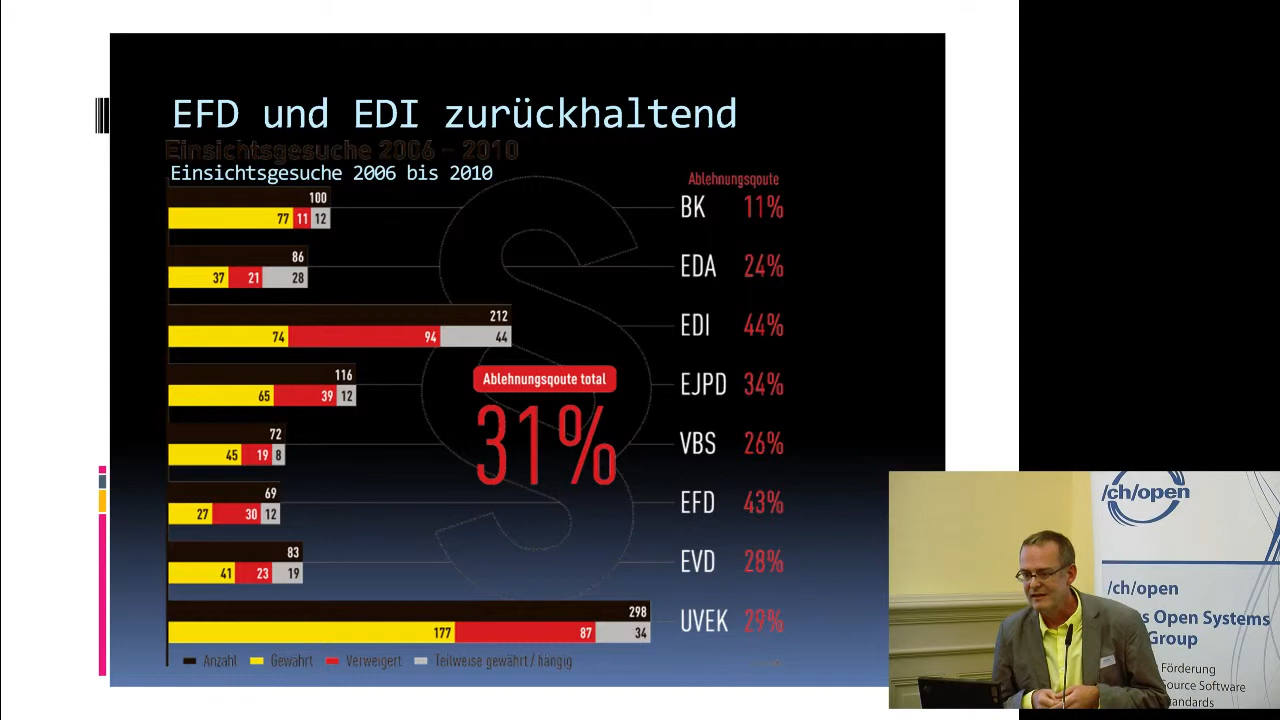 EFD und EDI zurückhaltend
Einsichtsgesuche 2006 – 2010
Einsichtsgesuche 2006 bis 2010
Ablehnungsqoute
100
77 11 12
BK 11%
86
37 21 28
EDA 24%
212
74 94 44
EDI 44%
116
65 39 12
EJPD 34%
Ablehnungsqoute total
31%
72
45 19 8
VBS 26%
69
27 30 12
EFD 43%
83
41 23 19
EVD 28%
298
177 87 34
UVEK 29%
Anzahl Gewährt Verweigert Teilweise gewährt / hängig
/ch/open
/ch/open
s Open Systems
Group
Förderung
Source Software
tandards